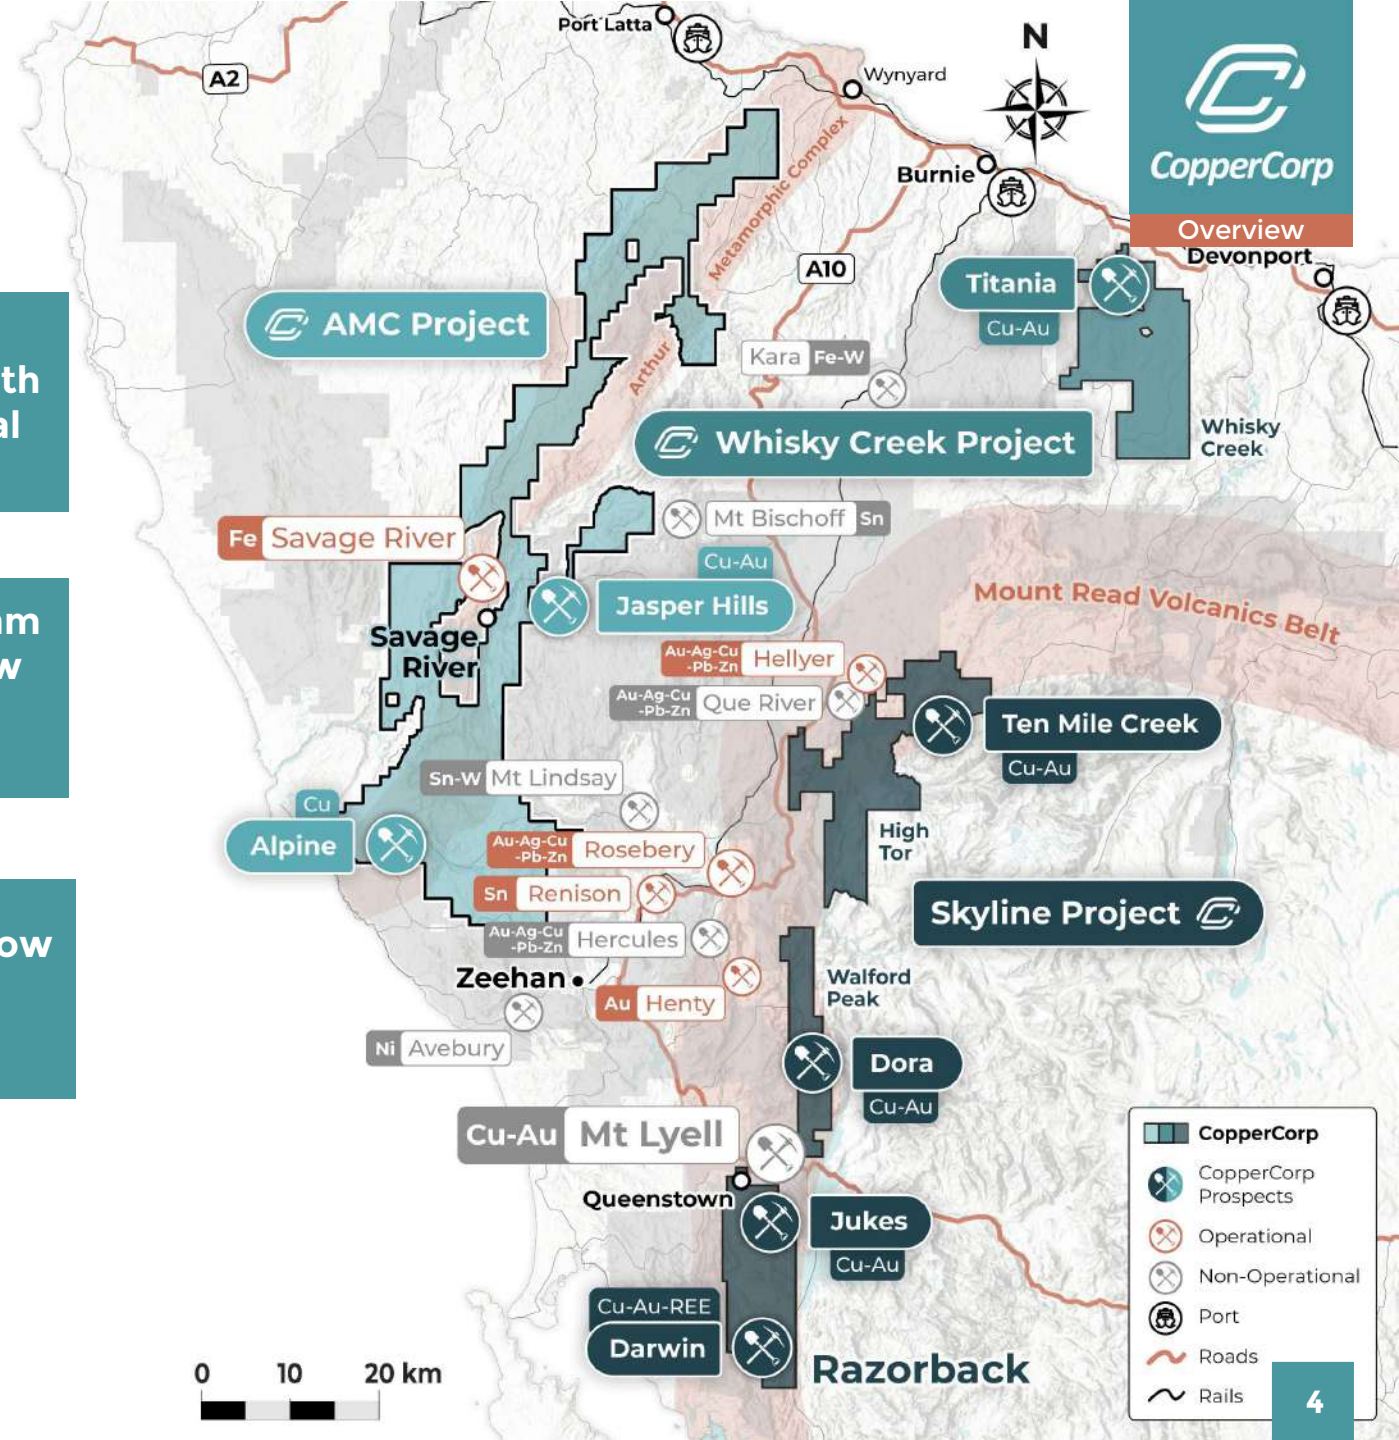 Port Latta
N
A2
Wynyard
CopperCorp
Burnie
Overview
Metamorphic Complex
Devonport
A10
Titania
Cu-Au
AMC Project
Arthur
Kara Fe-W
th
al
Whisky Creek Project
Whisky
Creek
Mt Bischoff Sn
Fe Savage River
Cu-Au
Jasper Hills
Mount Read Volcanics Belt
am
w
Savage
River
Au-Ag-Cu
-Pb-Zn
Hellyer
Au-Ag-Cu
-Pb-Zn
Que River
Ten Mile Creek
Cu-Au
Sn-W Mt Lindsay
Cu
Alpine
High
Tor
Au-Ag-Cu
-Pb-Zn
Rosebery
Sn Renison
Skyline Project
Au-Ag-Cu
-Pb-Zn
Hercules
ow
Zeehan
Walford
Peak
Au Henty
Ni Avebury
Dora
Cu-Au
Cu-Au Mt Lyell
Queenstown
Jukes
Cu-Au
Cu-Au-REE
Darwin
Razorback
0 10 20 km
CopperCorp
CopperCorp
Prospects
Operational
Non-Operational
Port
Roads
Rails
4